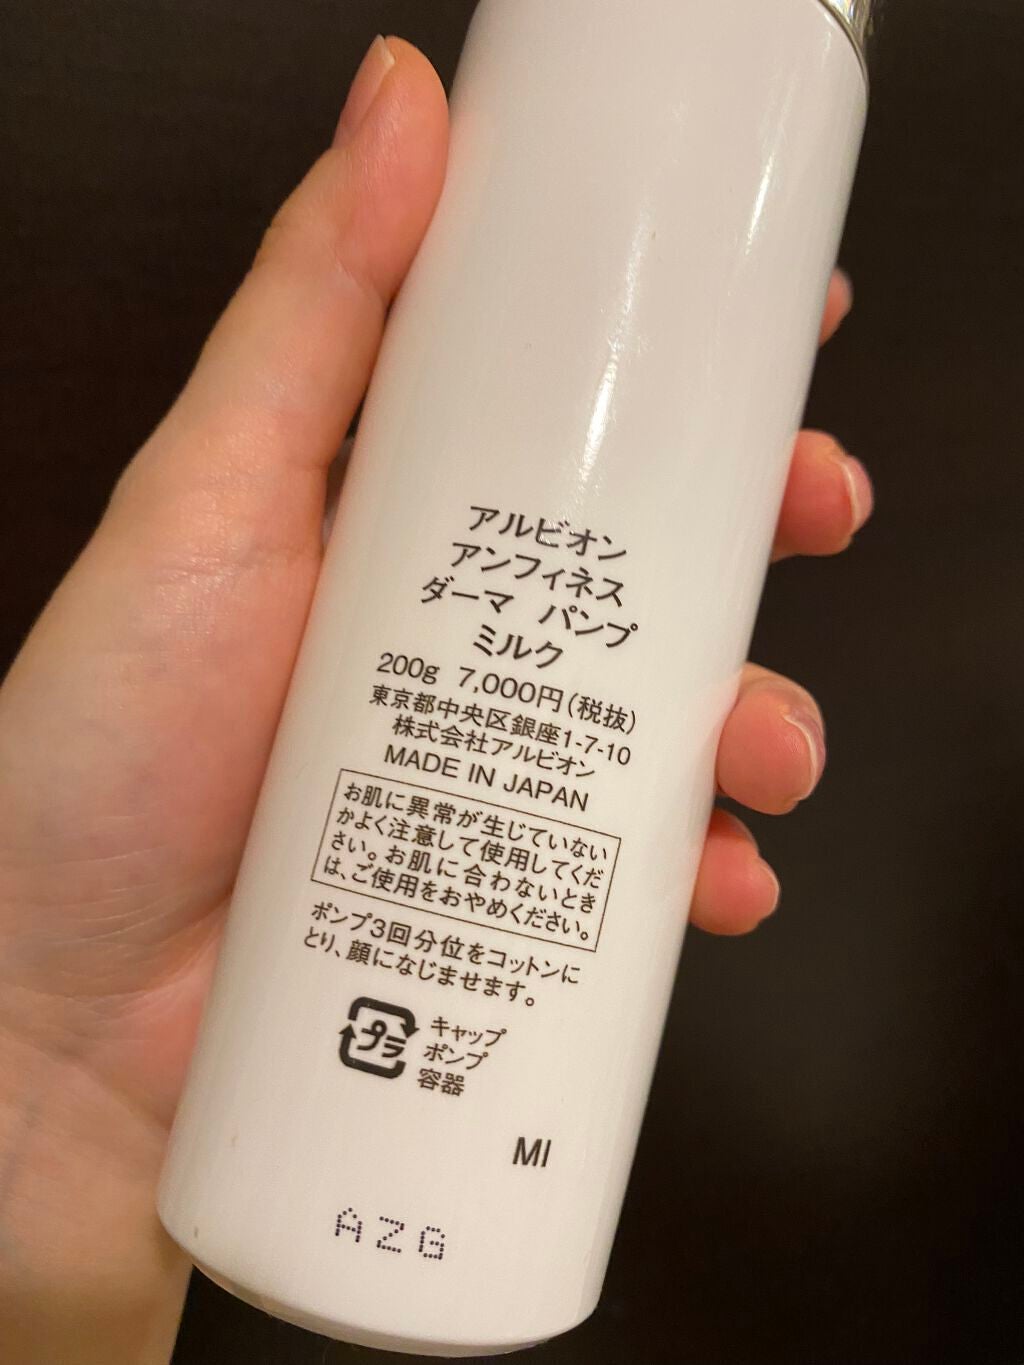 アルビオン
アンフィネス
ダーマ パンプ
ミルク
200g 7,000円(税抜)
東京都中央区銀座1-7-10
株式会社アルビオン
MADE IN JAPAN
お肌に異常が生じていない
かよく注意して使用してくだ
さい。お肌に合わないとき
は、ご使用をおやめください。
ポンプ3回分位をコットンに
とり、顔になじませます。
プラ
キャップ
ポンプ
容器
MI
AZG